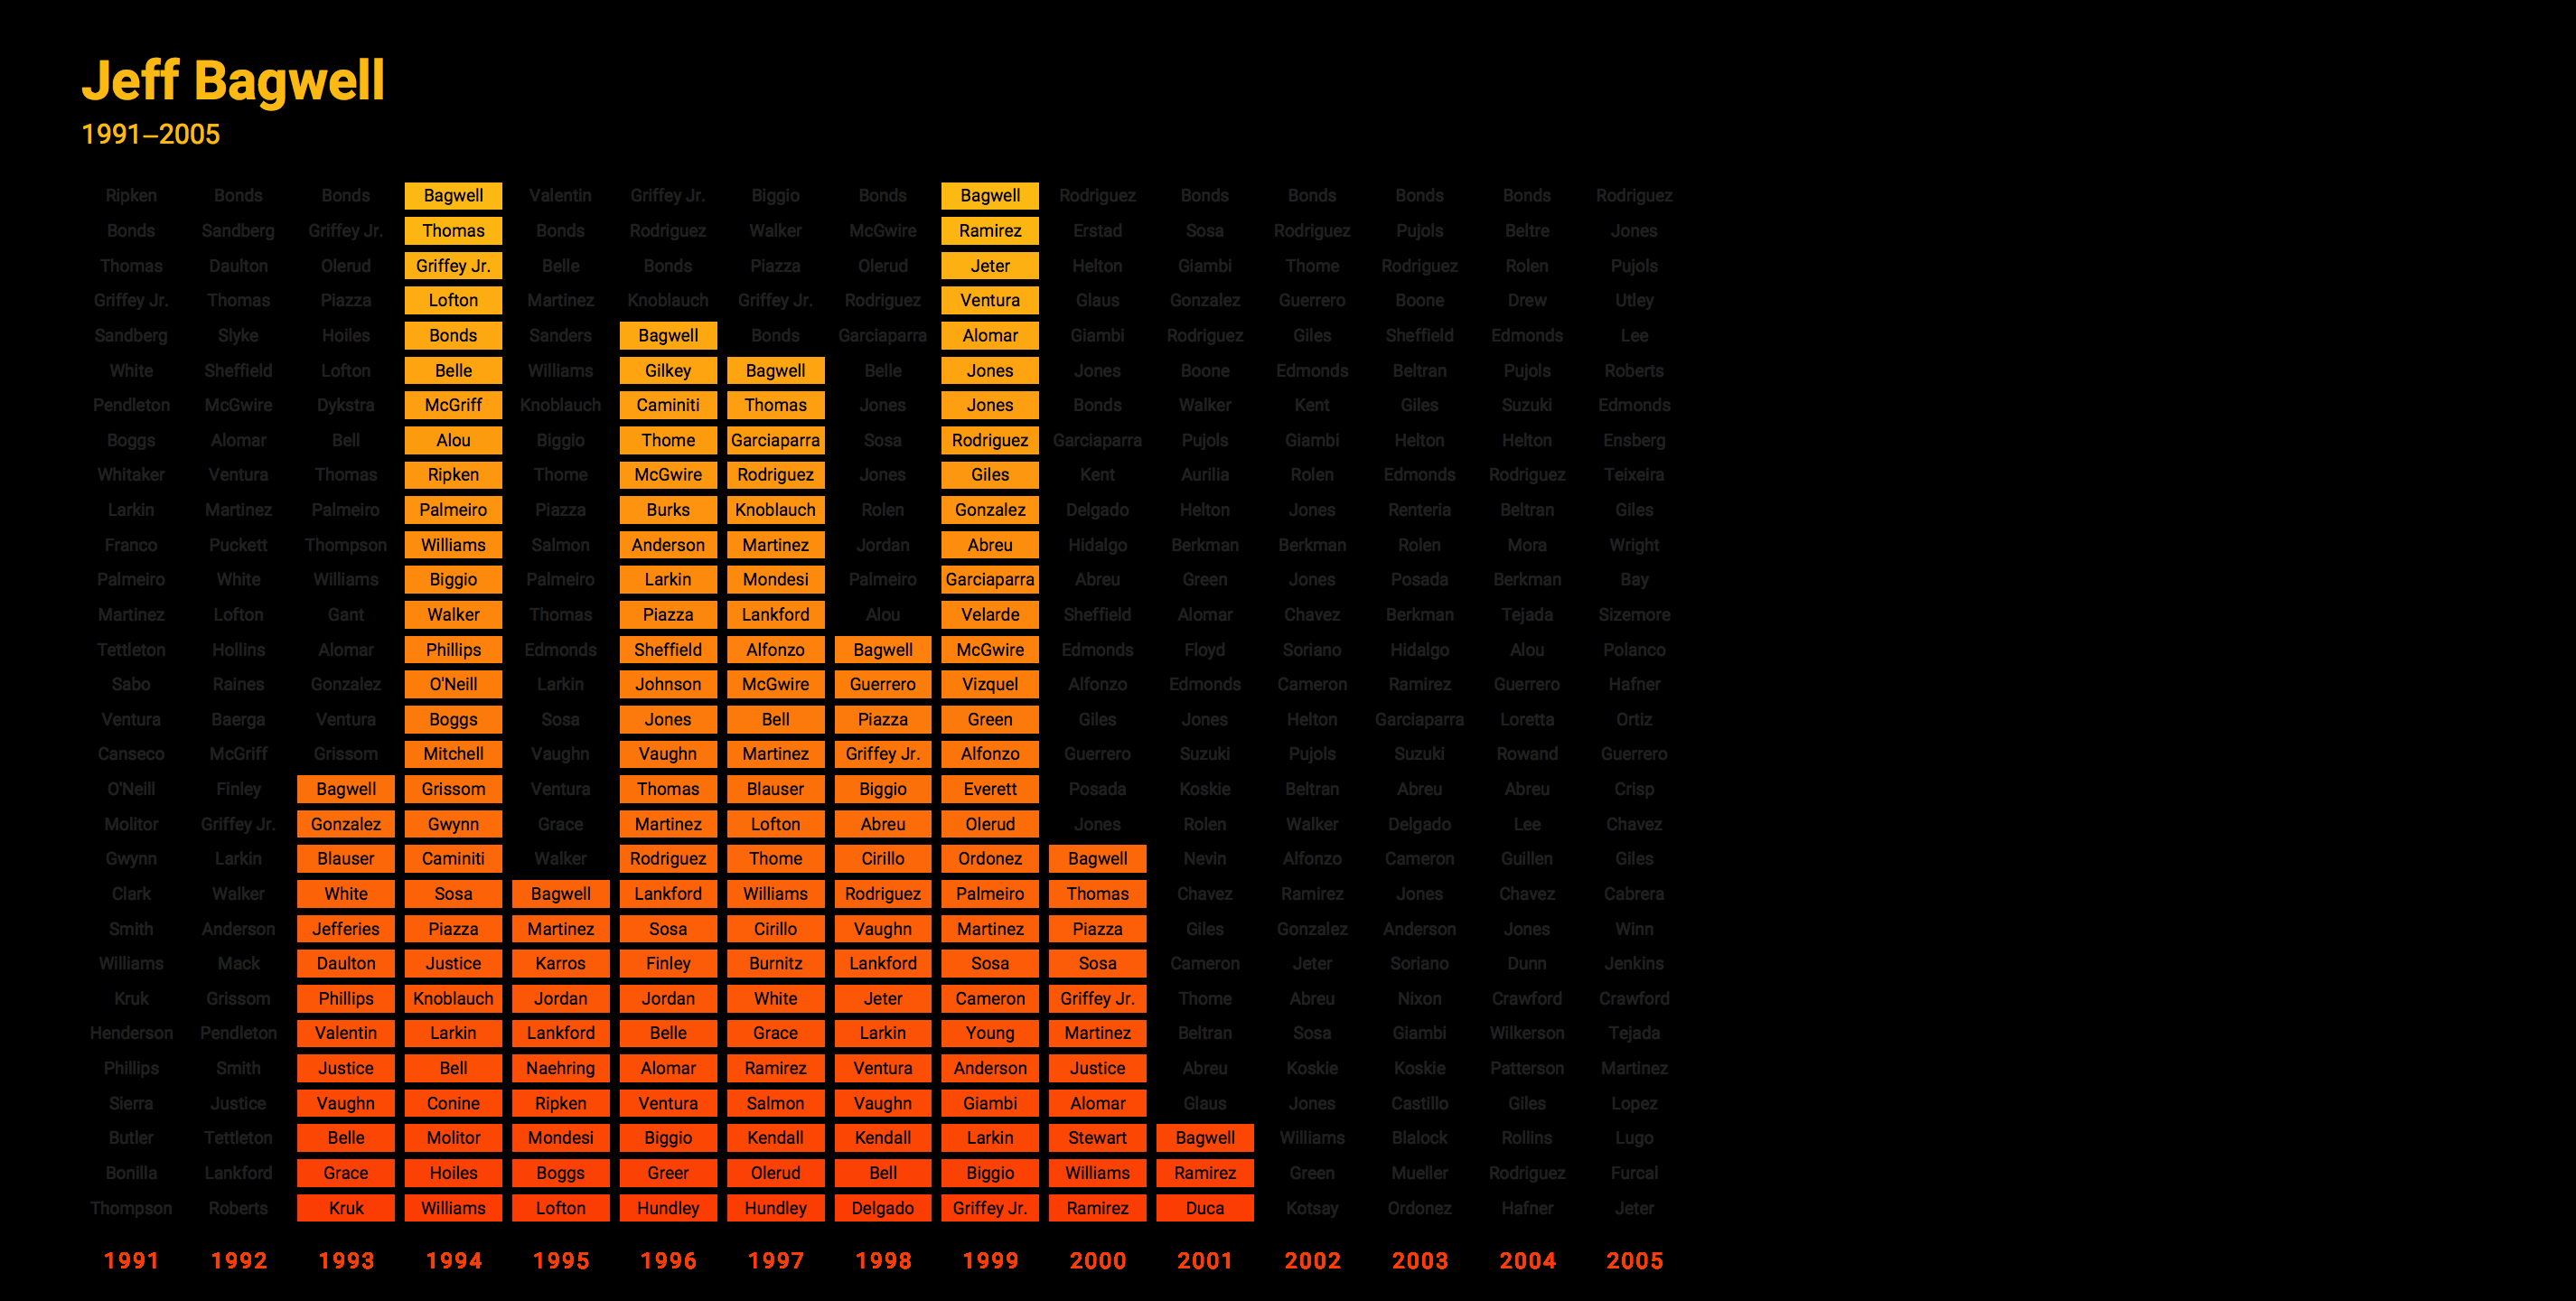 Jeff Bagwell
1991–2005
Ripken Bonds Bonds Bagwell Valentin Griffey Jr. Biggio Bonds Bagwell Rodriguez Bonds Bonds Bonds Bonds Rodriguez
Bonds Sandberg Griffey Jr. Thomas Bonds Rodriguez Walker McGwire Ramirez Erstad Sosa Rodriguez Pujols Beltre Jones
Thomas Daulton Olerud Griffey Jr. Belle Bonds Piazza Olerud Jeter Helton Giambi Thome Rodriguez Rolen Pujols
Griffey Jr. Thomas Piazza Lofton Martinez Knoblauch Griffey Jr. Rodriguez Ventura Glaus Gonzalez Guerrero Boone Drew Utley
Sandberg Slyke Hoiles Bonds Sanders Bagwell Bonds Garciaparra Alomar Giambi Rodriguez Giles Sheffield Edmonds Lee
White Sheffield Lofton Belle Williams Gilkey Bagwell Belle Jones Jones Boone Edmonds Beltran Pujols Roberts
Pendleton McGwire Dykstra McGriff Knoblauch Caminiti Thomas Jones Jones Bonds Walker Kent Giles Suzuki Edmonds
Boggs Alomar Bell Alou Biggio Thome Garciaparra Sosa Rodriguez Garciaparra Pujols Giambi Helton Helton Ensberg
Whitaker Ventura Thomas Ripken Thome McGwire Rodriguez Jones Giles Kent Aurilia Rolen Edmonds Rodriguez Teixeira
Larkin Martinez Palmeiro Palmeiro Piazza Burks Knoblauch Rolen Gonzalez Delgado Helton Jones Renteria Beltran Giles
Franco Puckett Thompson Williams Salmon Anderson Martinez Jordan Abreu Hidalgo Berkman Berkman Rolen Mora Wright
Palmeiro White Williams Biggio Palmeiro Larkin Mondesi Palmeiro Garciaparra Abreu Green Jones Posada Berkman Bay
Martinez Lofton Gant Walker Thomas Piazza Lankford Alou Velarde Sheffield Alomar Chavez Berkman Tejada Sizemore
Tettleton Hollins Alomar Phillips Edmonds Sheffield Alfonzo Bagwell McGwire Edmonds Floyd Soriano Hidalgo Alou Polanco
Sabo Raines Gonzalez O'Neill Larkin Johnson McGwire Guerrero Vizquel Alfonzo Edmonds Cameron Ramirez Guerrero Hafner
Ventura Baerga Ventura Boggs Sosa Jones Bell Piazza Green Giles Jones Helton Garciaparra Loretta Ortiz
Canseco McGriff Grissom Mitchell Vaughn Vaughn Martinez Griffey Jr. Alfonzo Guerrero Suzuki Pujols Suzuki Rowand Guerrero
O'Neill Finley Bagwell Grissom Ventura Thomas Blauser Biggio Everett Posada Koskie Beltran Abreu Abreu Crisp
Molitor Griffey Jr. Gonzalez Gwynn Grace Martinez Lofton Abreu Olerud Jones Rolen Walker Delgado Lee Chavez
Gwynn Larkin Blauser Caminiti Walker Rodriguez Thome Cirillo Ordonez Bagwell Nevin Alfonzo Cameron Guillen Giles
Clark Walker White Sosa Bagwell Lankford Williams Rodriguez Palmeiro Thomas Chavez Ramirez Jones Chavez Cabrera
Smith Anderson Jefferies Piazza Martinez Sosa Cirillo Vaughn Martinez Piazza Giles Gonzalez Anderson Jones Winn
Williams Mack Daulton Justice Karros Finley Burnitz Lankford Sosa Sosa Cameron Jeter Soriano Dunn Jenkins
Kruk Grissom Phillips Knoblauch Jordan Jordan White Jeter Cameron Griffey Jr. Thome Abreu Nixon Crawford Crawford
Henderson Pendleton Valentin Larkin Lankford Belle Grace Larkin Young Martinez Beltran Sosa Giambi Wilkerson Tejada
Phillips Smith Justice Bell Naehring Alomar Ramirez Ventura Anderson Justice Abreu Koskie Koskie Patterson Martinez
Sierra Justice Vaughn Conine Ripken Ventura Salmon Vaughn Giambi Alomar Glaus Jones Castillo Giles Lopez
Butler Tettleton Belle Molitor Mondesi Biggio Kendall Kendall Larkin Stewart Bagwell Williams Blalock Rollins Lugo
Bonilla Lankford Grace Hoiles Boggs Greer Olerud Bell Biggio Williams Ramirez Green Mueller Rodriguez Furcal
Thompson Roberts Kruk Williams Lofton Hundley Hundley Delgado Griffey Jr. Ramirez Duca Kotsay Ordonez Hafner Jeter
1991 1992 1993 1994 1995 1996 1997 1998 1999 2000 2001 2002 2003 2004 2005